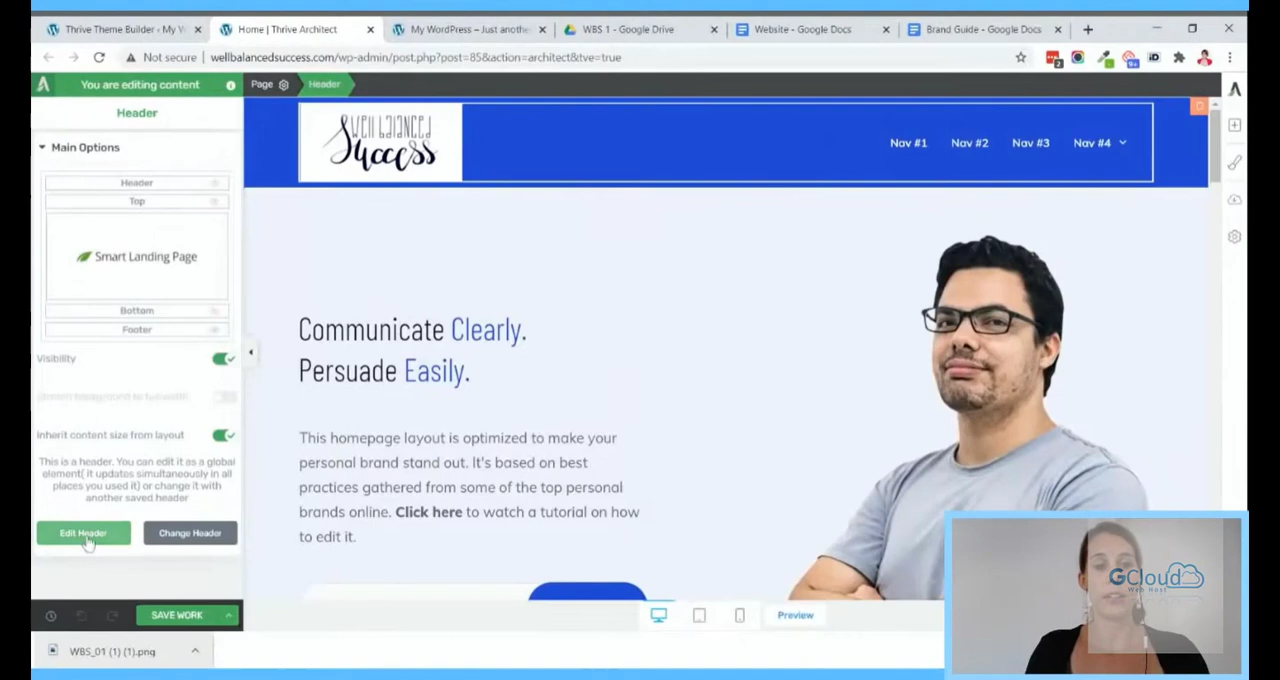 Thrive Theme Builder - My W
Home | Thrive Architect
My WordPress – Just anothe
WBS 1 - Google Drive
Website - Google Docs
Brand Guide - Google Docs
Not secure | wellbalancedsuccess.com/wp-admin/post.php?post=85&action=architect&tve=true
You are editing content
Page
Header
Header
Main Options
Header
Top
Smart Landing Page
Bottom
Footer
Visibility
Stretch background to full width
Inherit content size from layout
This is a header. You can edit it as a global
element( it updates simultaneously in all
places you used it) or change it with
another saved header
Edit Header
Change Header
SAVE WORK
WBS_01 (1) (1).png
Well balanced
Success
Nav #1
Nav #2
Nav #3
Nav #4
Communicate Clearly.
Persuade Easily.
This homepage layout is optimized to make your
personal brand stand out. It's based on best
practices gathered from some of the top personal
brands online. Click here to watch a tutorial on how
to edit it.
Preview
GCloud
Web Host